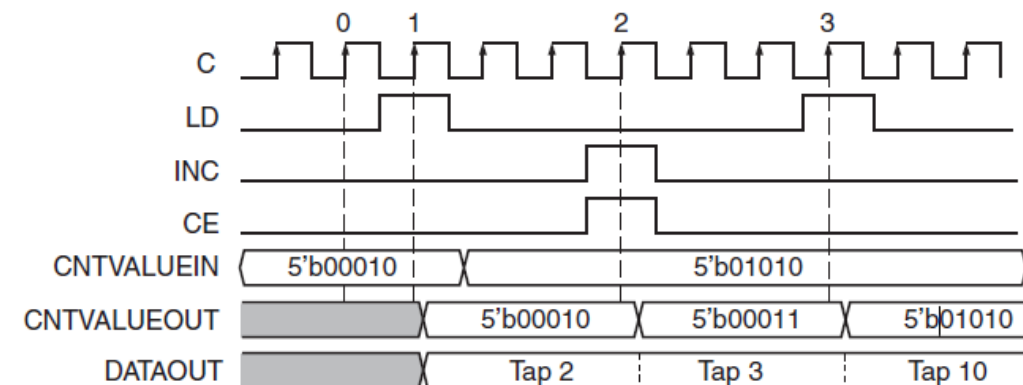 0 1 2 3
C
LD
INC
CE
CNTVALUEIN 5'b00010 5'b01010
CNTVALUEOUT 5'b00010 5'b00011 5'b01010
DATAOUT Tap 2 Tap 3 Tap 10